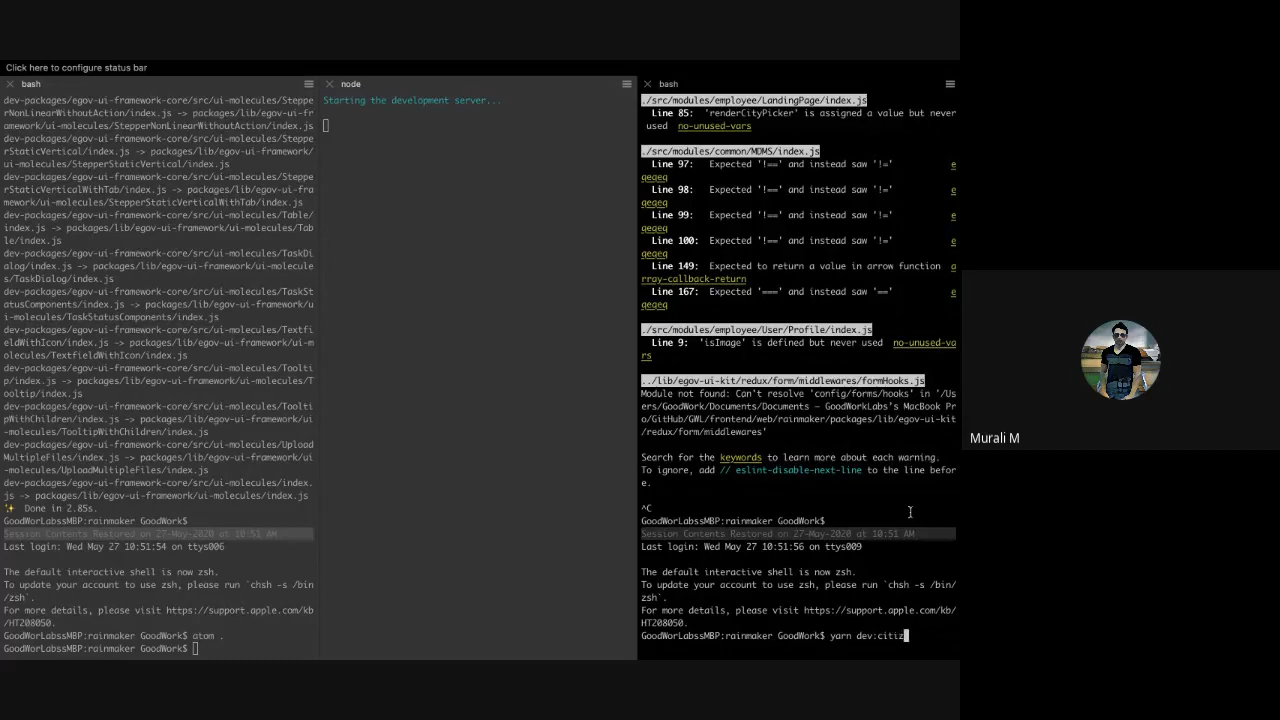 Click here to configure status bar
bash
dev-packages/egov-ui-framework-core/src/ui-molecules/Steppe
rNonLinearWithoutAction/index.js -> packages/lib/egov-ui-fr
amework/ui-molecules/StepperNonLinearWithoutAction/index.js
dev-packages/egov-ui-framework-core/src/ui-molecules/Steppe
rStaticVertical/index.js -> packages/lib/egov-ui-framework/
ui-molecules/StepperStaticVertical/index.js
dev-packages/egov-ui-framework-core/src/ui-molecules/Steppe
rStaticVerticalWithTab/index.js -> packages/lib/egov-ui-fra
mework/ui-molecules/StepperStaticVerticalWithTab/index.js
dev-packages/egov-ui-framework-core/src/ui-molecules/Table/
index.js -> packages/lib/egov-ui-framework/ui-molecules/Tab
le/index.js
dev-packages/egov-ui-framework-core/src/ui-molecules/TaskDi
alog/index.js -> packages/lib/egov-ui-framework/ui-molecule
s/TaskDialog/index.js
dev-packages/egov-ui-framework-core/src/ui-molecules/TaskSt
atusComponents/index.js -> packages/lib/egov-ui-framework/u
i-molecules/TaskStatusComponents/index.js
dev-packages/egov-ui-framework-core/src/ui-molecules/Textfi
eldWithIcon/index.js -> packages/lib/egov-ui-framework/ui-m
olecules/TextfieldWithIcon/index.js
dev-packages/egov-ui-framework-core/src/ui-molecules/Toolti
p/index.js -> packages/lib/egov-ui-framework/ui-molecules/T
ooltip/index.js
dev-packages/egov-ui-framework-core/src/ui-molecules/Toolti
pWithChildren/index.js -> packages/lib/egov-ui-framework/ui
-molecules/TooltipWithChildren/index.js
dev-packages/egov-ui-framework-core/src/ui-molecules/Upload
MultipleFiles/index.js -> packages/lib/egov-ui-framework/ui
-molecules/UploadMultipleFiles/index.js
dev-packages/egov-ui-framework-core/src/ui-molecules/index.
js -> packages/lib/egov-ui-framework/ui-molecules/index.js
✨ Done in 2.85s.
GoodWorLabssMBP:rainmaker GoodWork$
Session Contents Restored on 27-May-2020 at 10:51 AM
Last login: Wed May 27 10:51:54 on ttys006
The default interactive shell is now zsh.
To update your account to use zsh, please run `chsh -s /bin
/zsh`.
For more details, please visit https://support.apple.com/kb
/HT208050.
GoodWorLabssMBP:rainmaker GoodWork$ atom .
GoodWorLabssMBP:rainmaker GoodWork$
node
Starting the development server...
bash
./src/modules/employee/LandingPage/index.js
Line 85: 'renderCityPicker' is assigned a value but never
used no-unused-vars
./src/modules/common/MDMS/index.js
Line 97: Expected '!==' and instead saw '!=' e
qeqeq
Line 98: Expected '!==' and instead saw '!=' e
qeqeq
Line 99: Expected '!==' and instead saw '!=' e
qeqeq
Line 100: Expected '!==' and instead saw '!=' e
qeqeq
Line 149: Expected to return a value in arrow function a
rray-callback-return
Line 167: Expected '===' and instead saw '==' e
qeqeq
./src/modules/employee/User/Profile/index.js
Line 9: 'isImage' is defined but never used no-unused-va
rs
../lib/egov-ui-kit/redux/form/middlewares/formHooks.js
Module not found: Can't resolve 'config/forms/hooks' in '/Us
ers/GoodWork/Documents/Documents – GoodWorkLabs's MacBook Pr
o/GitHub/GWL/frontend/web/rainmaker/packages/lib/egov-ui-kit
/redux/form/middlewares'
Search for the keywords to learn more about each warning.
To ignore, add // eslint-disable-next-line to the line befor
e.
^C
GoodWorLabssMBP:rainmaker GoodWork$
Session Contents Restored on 27-May-2020 at 10:51 AM
Last login: Wed May 27 10:51:56 on ttys009
The default interactive shell is now zsh.
To update your account to use zsh, please run `chsh -s /bin/
zsh`.
For more details, please visit https://support.apple.com/kb/
HT208050.
GoodWorLabssMBP:rainmaker GoodWork$ yarn dev:citiz
Murali M